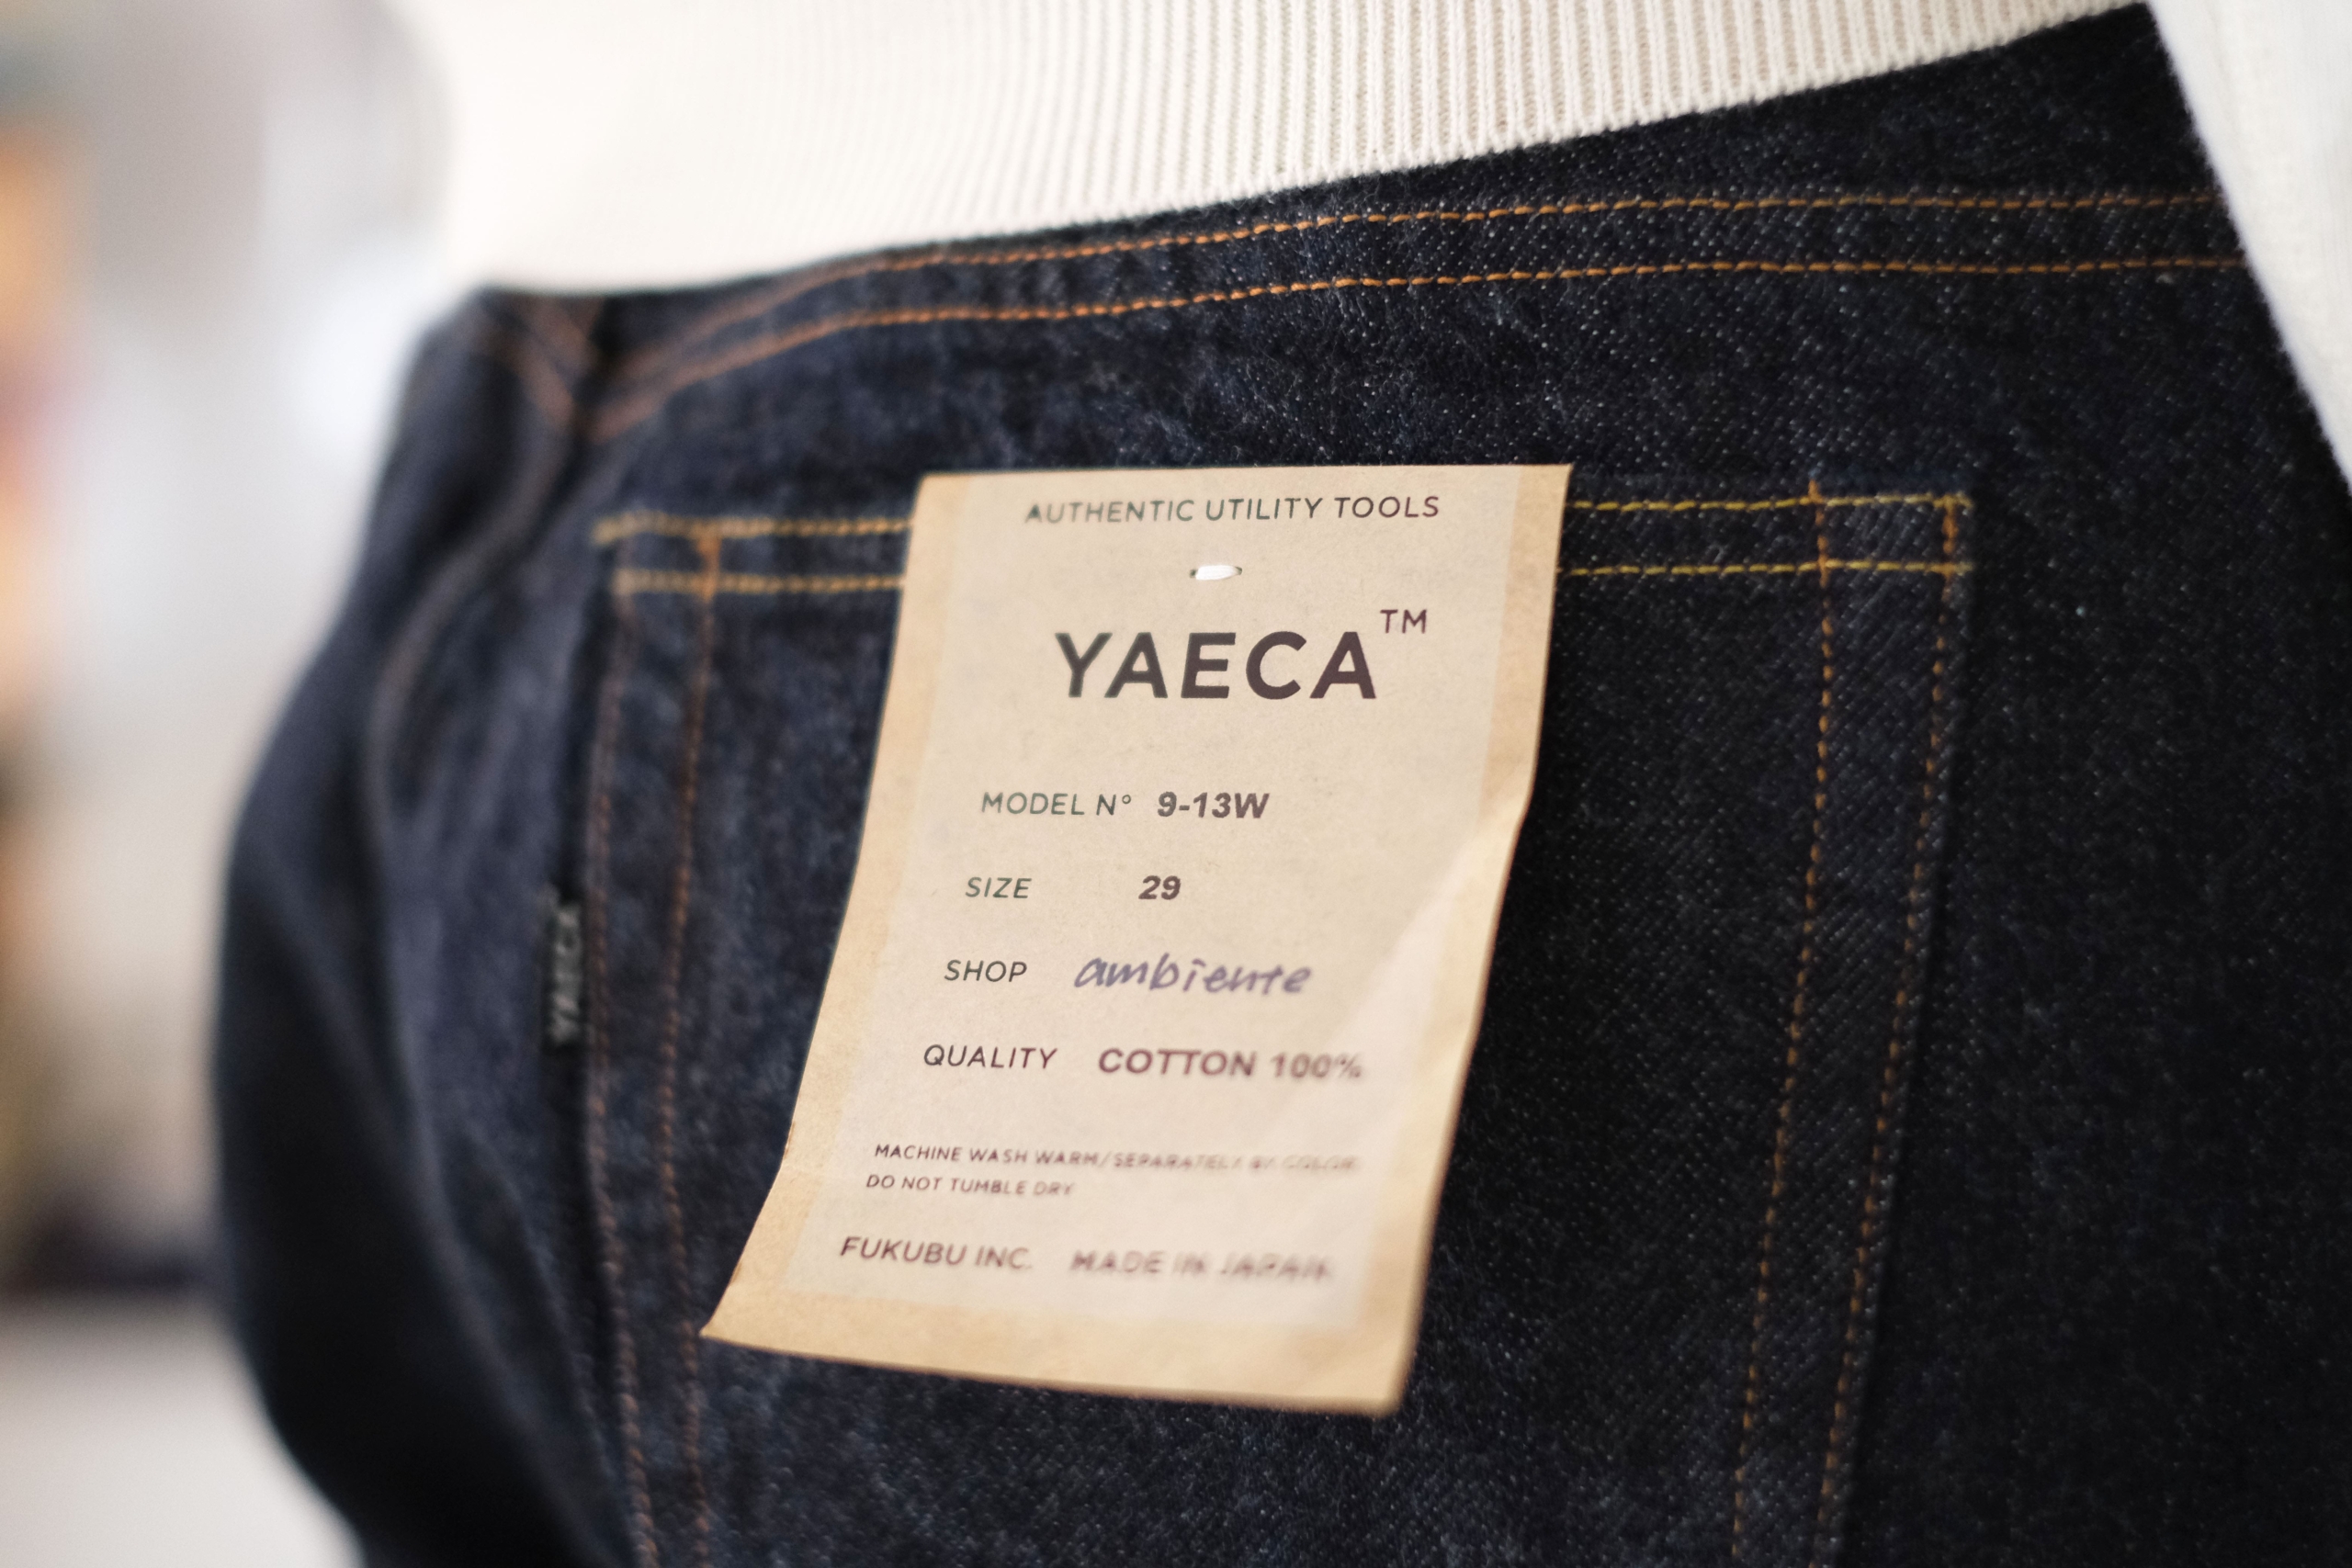 AUTHENTIC UTILITY TOOLS
YAECA™
MODEL N° 9-13W
SIZE 29
SHOP ambiente
QUALITY COTTON 100%
MACHINE WASH WARM/SEPARATELY BY COLOR
DO NOT TUMBLE DRY
FUKUBU INC. MADE IN JAPAN
YAECA